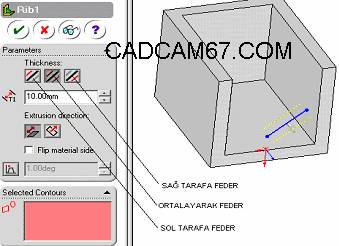 Rib1
CADCAM67.COM
Parameters
Thickness:
T1
10.00mm
Extrusion direction:
Flip material side
1.00deg
SAĞ TARAFA FEDER
ORTALAYARAK FEDER
SOL TARAFA FEDER
Selected Contours